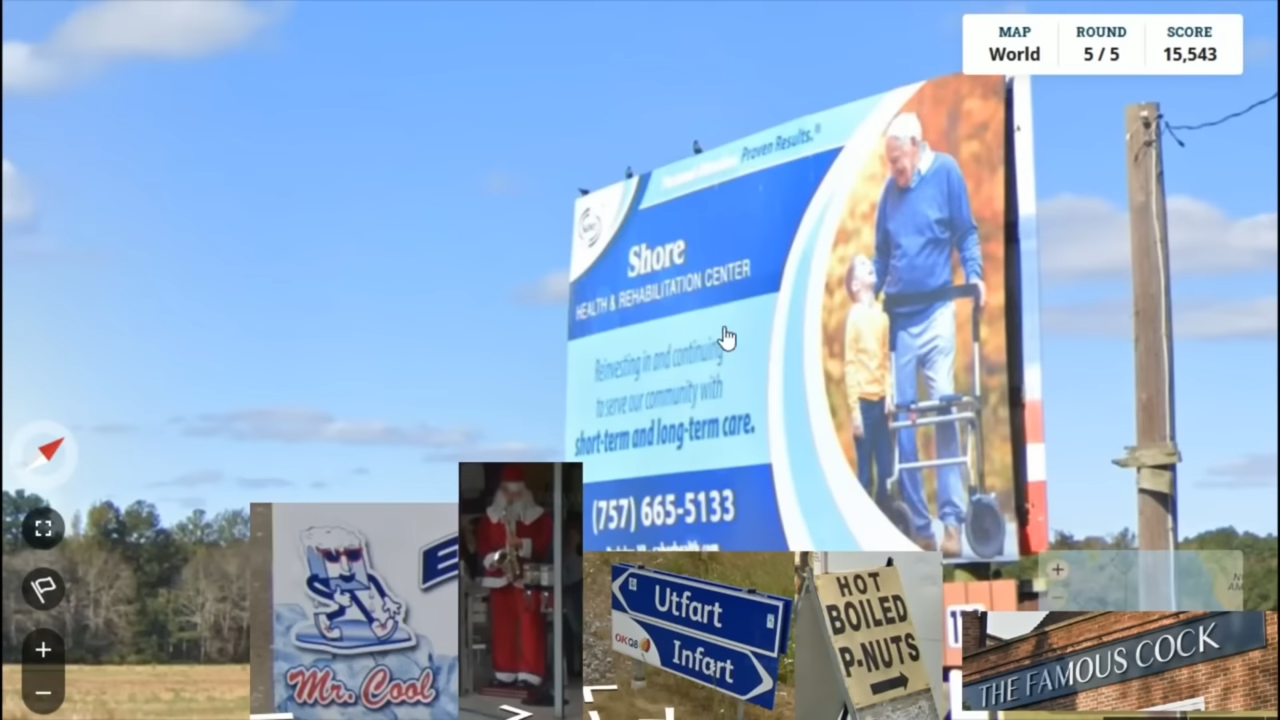 MAP ROUND SCORE
World 5 / 5 15,543
Proven Results.®
Shore
HEALTH & REHABILITATION CENTER
Reinvesting in and continuing
to serve our community with
short-term and long-term care.
(757) 665-5133
Mr. Cool
Utfart
OKQ8 Infart
HOT
BOILED
P-NUTS
THE FAMOUS COCK